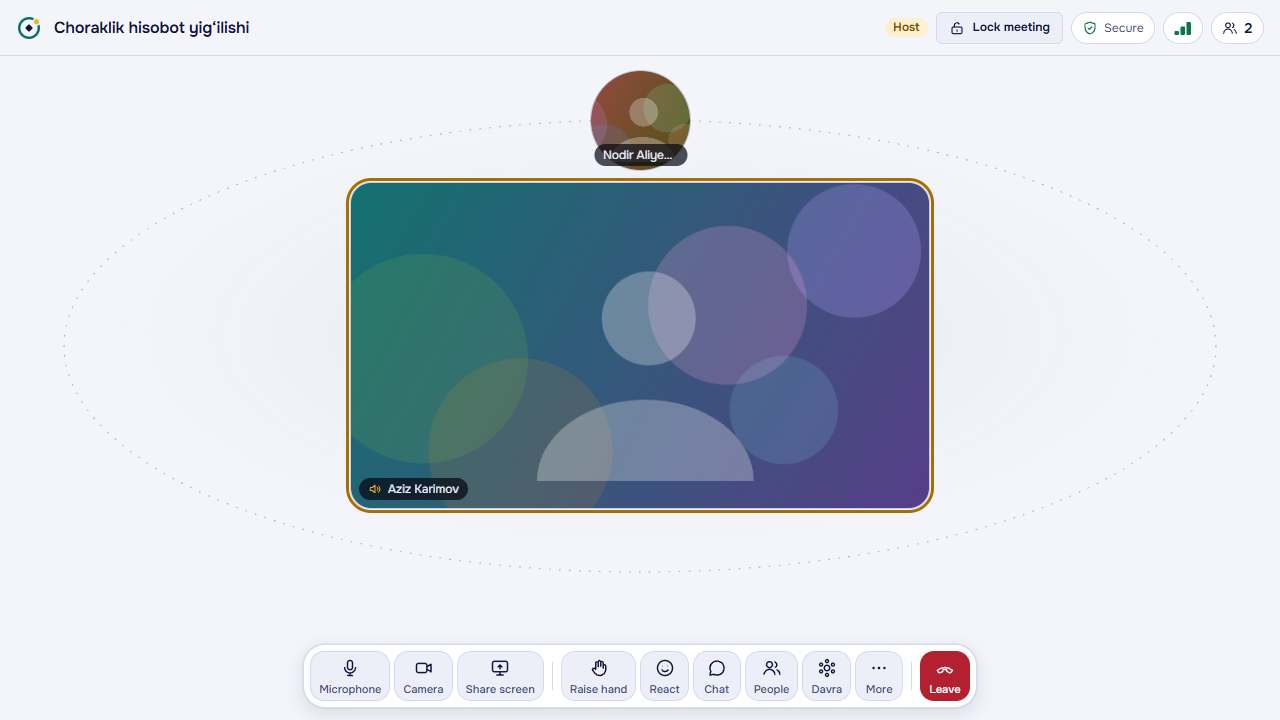 Choraklik hisobot yig‘ilishi
Host
Lock meeting
Secure
2
Nodir Aliye...
Aziz Karimov
Microphone
Camera
Share screen
Raise hand
React
Chat
People
Davra
More
Leave